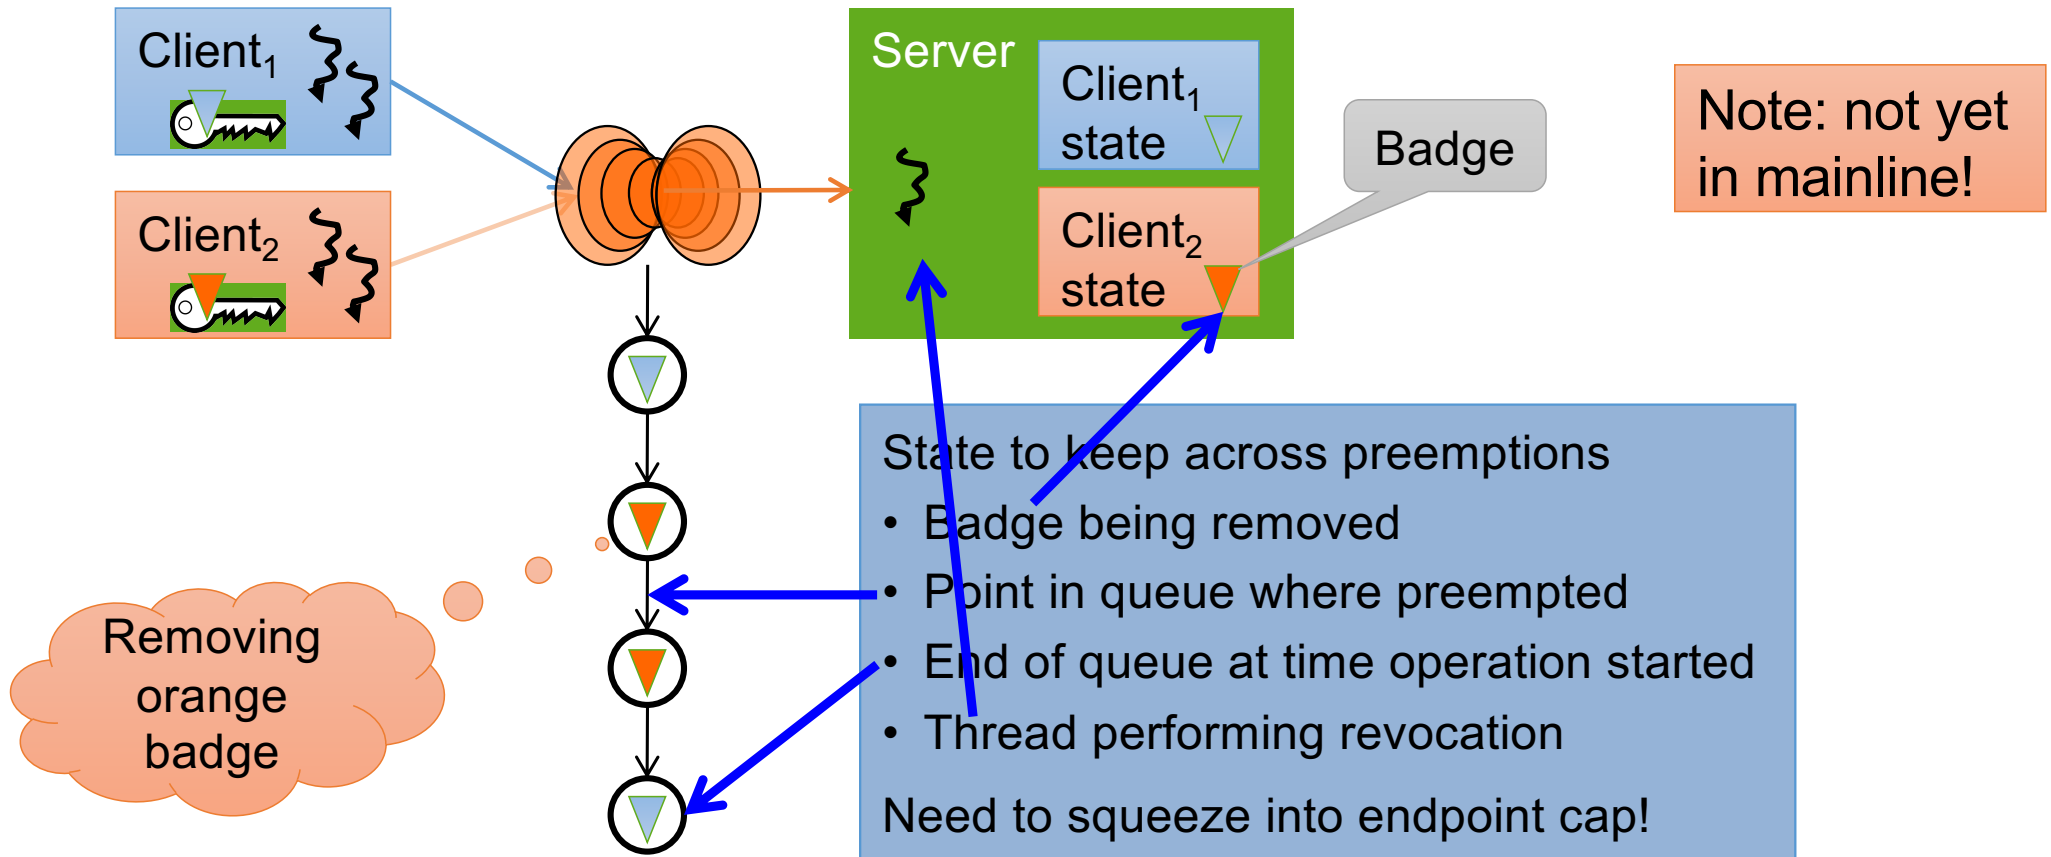 Client₁
Client₂
Server
Client₁
state
Client₂
state
Badge
Note: not yet
in mainline!
Removing
orange
badge
State to keep across preemptions
• Badge being removed
• Point in queue where preempted
• End of queue at time operation started
• Thread performing revocation
Need to squeeze into endpoint cap!